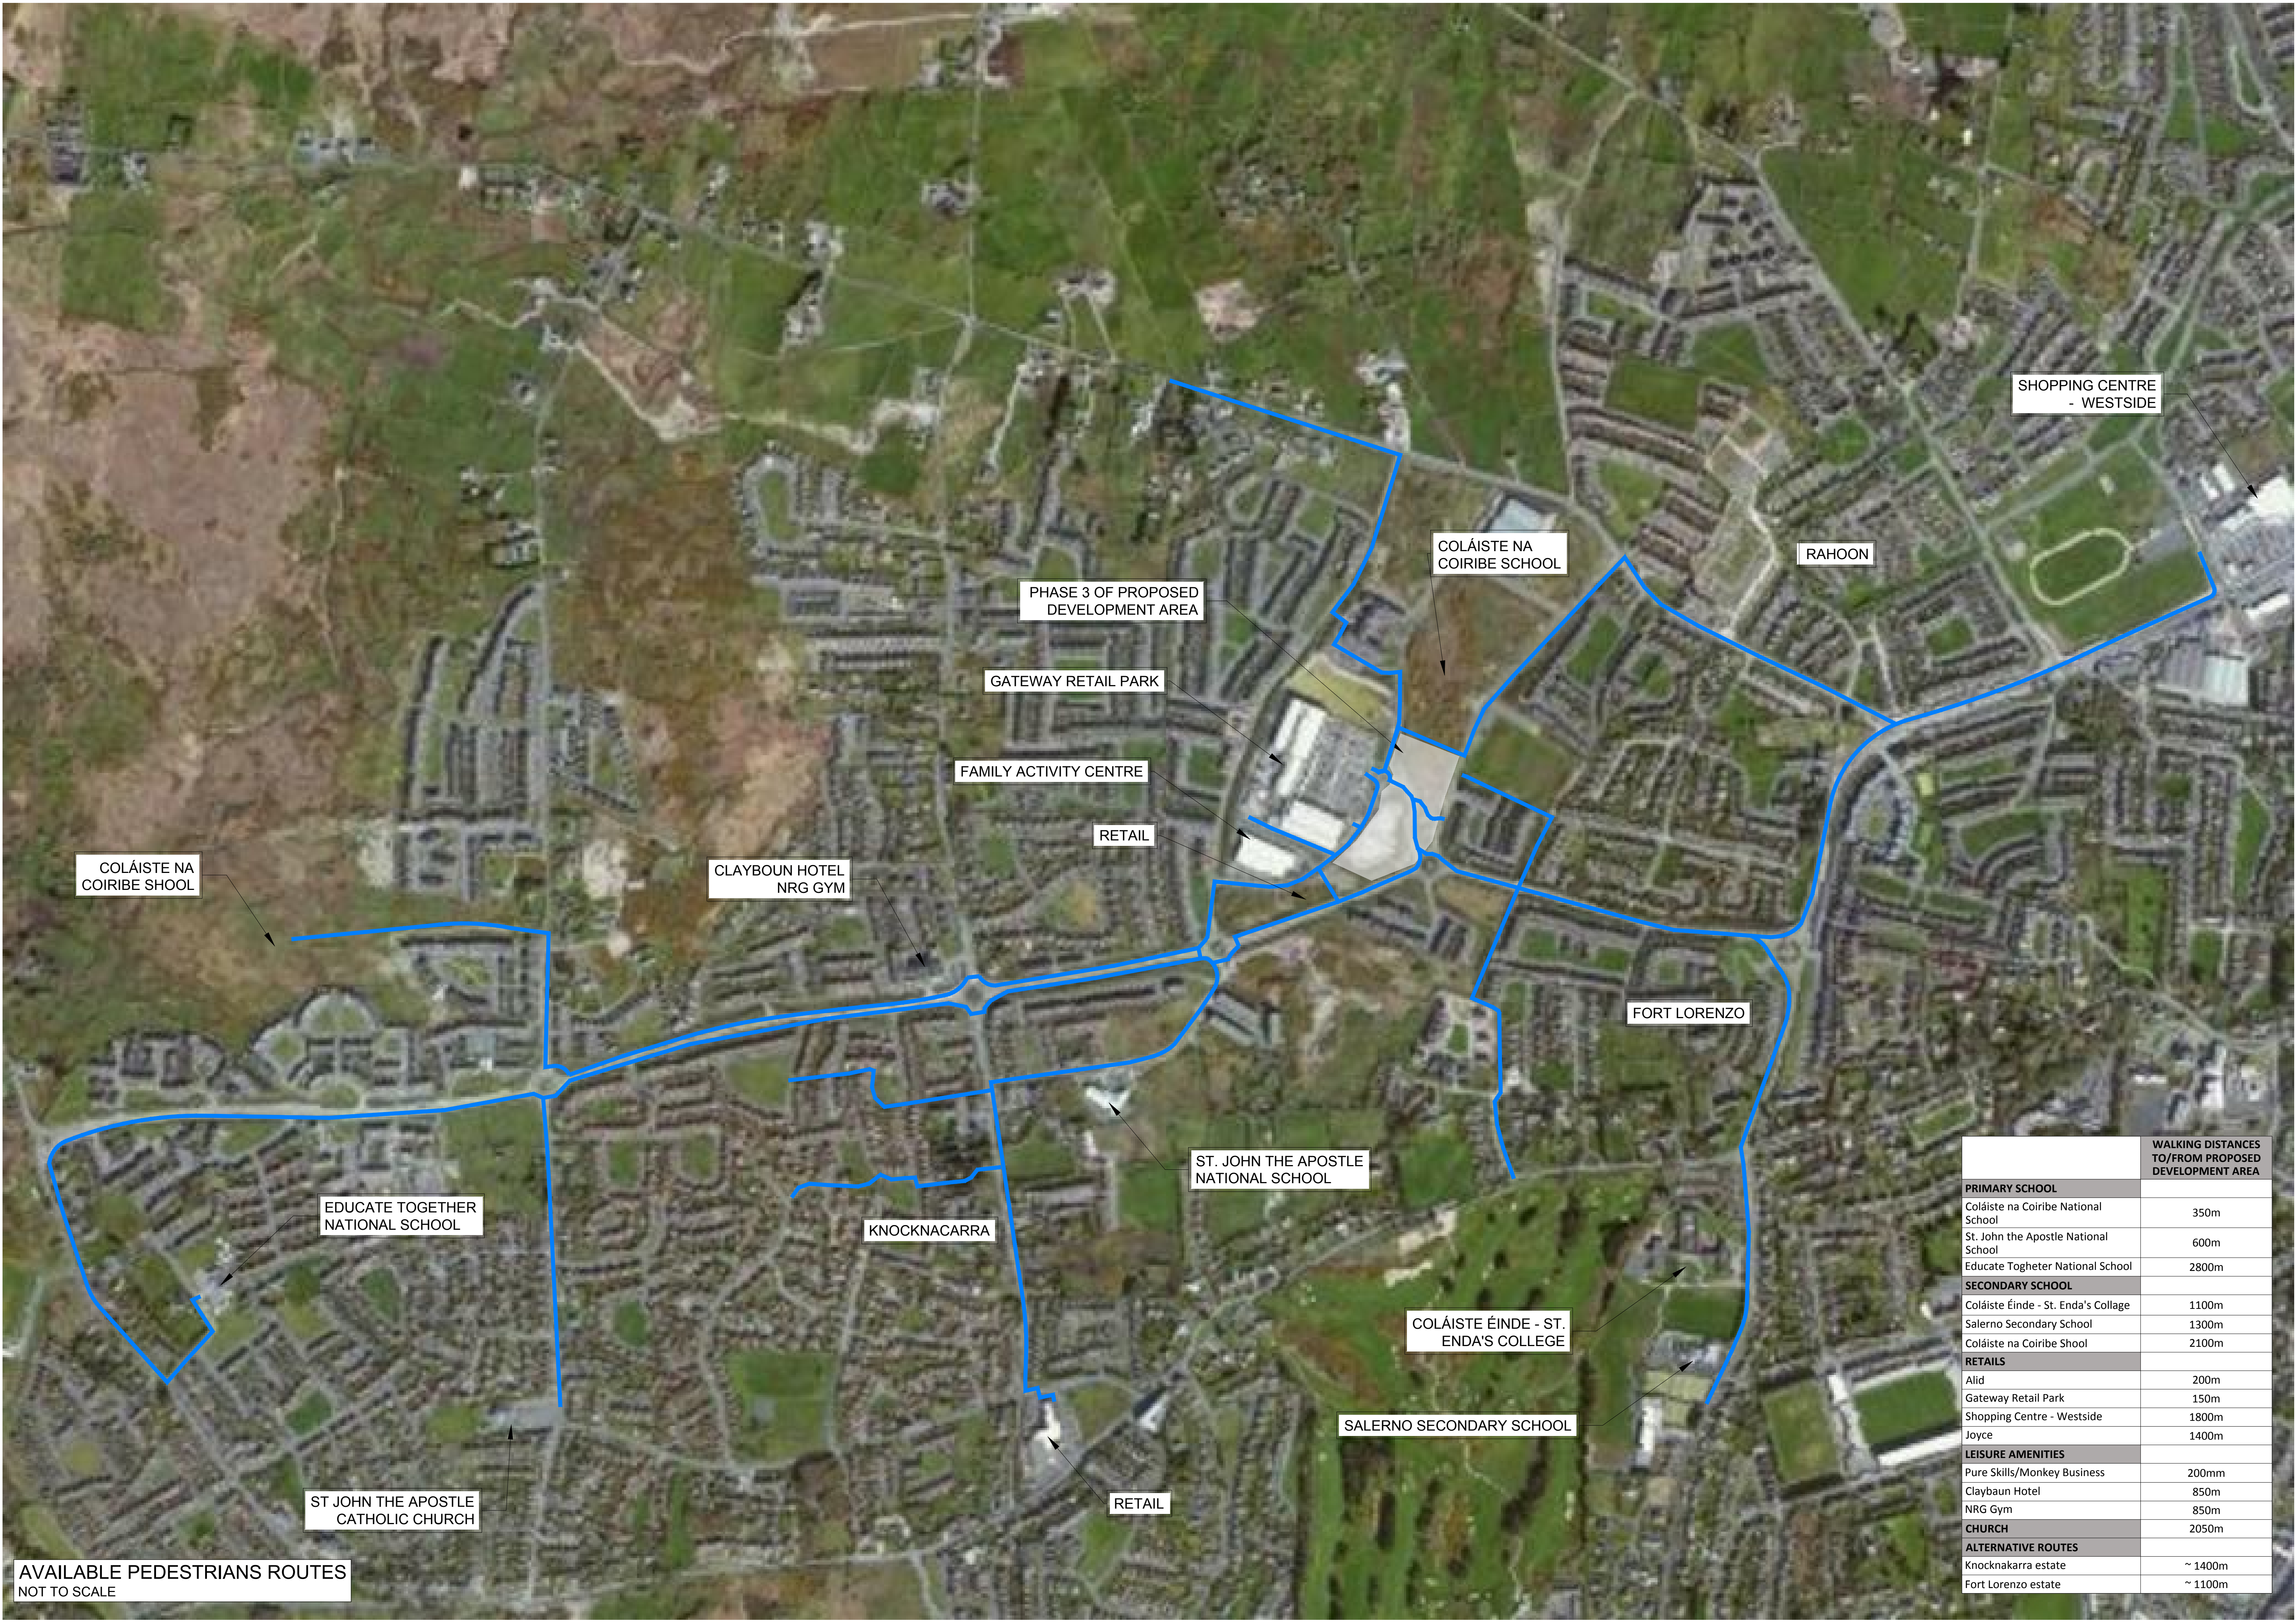 SHOPPING CENTRE
- WESTSIDE
COLÁISTE NA
COIRIBE SCHOOL
RAHOON
PHASE 3 OF PROPOSED
DEVELOPMENT AREA
GATEWAY RETAIL PARK
FAMILY ACTIVITY CENTRE
RETAIL
COLÁISTE NA
COIRIBE SHOOL
CLAYBOUN HOTEL
NRG GYM
FORT LORENZO
ST. JOHN THE APOSTLE
NATIONAL SCHOOL
EDUCATE TOGETHER
NATIONAL SCHOOL
KNOCKNACARRA
COLÁISTE ÉINDE - ST.
ENDA'S COLLEGE
SALERNO SECONDARY SCHOOL
ST JOHN THE APOSTLE
CATHOLIC CHURCH
RETAIL
AVAILABLE PEDESTRIANS ROUTES
NOT TO SCALE
WALKING DISTANCES
TO/FROM PROPOSED
DEVELOPMENT AREA
PRIMARY SCHOOL
Coláiste na Coiribe National
School 350m
St. John the Apostle National
School 600m
Educate Togheter National School 2800m
SECONDARY SCHOOL
Coláiste Éinde - St. Enda's Collage 1100m
Salerno Secondary School 1300m
Coláiste na Coiribe Shool 2100m
RETAILS
Alid 200m
Gateway Retail Park 150m
Shopping Centre - Westside 1800m
Joyce 1400m
LEISURE AMENITIES
Pure Skills/Monkey Business 200mm
Claybaun Hotel 850m
NRG Gym 850m
CHURCH 2050m
ALTERNATIVE ROUTES
Knocknakarra estate ~ 1400m
Fort Lorenzo estate ~ 1100m